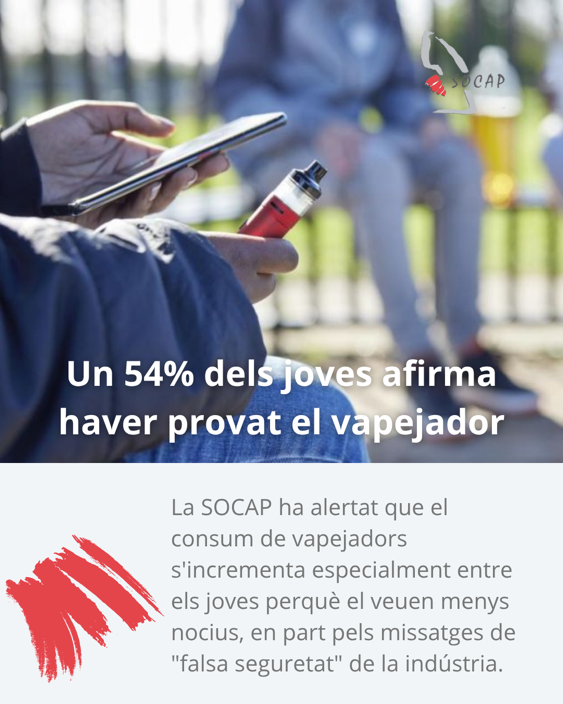 SOCAP
Un 54% dels joves afirma
haver provat el vapejador
La SOCAP ha alertat que el
consum de vapejadors
s'incrementa especialment entre
els joves perquè el veuen menys
nocius, en part pels missatges de
"falsa seguretat" de la indústria.